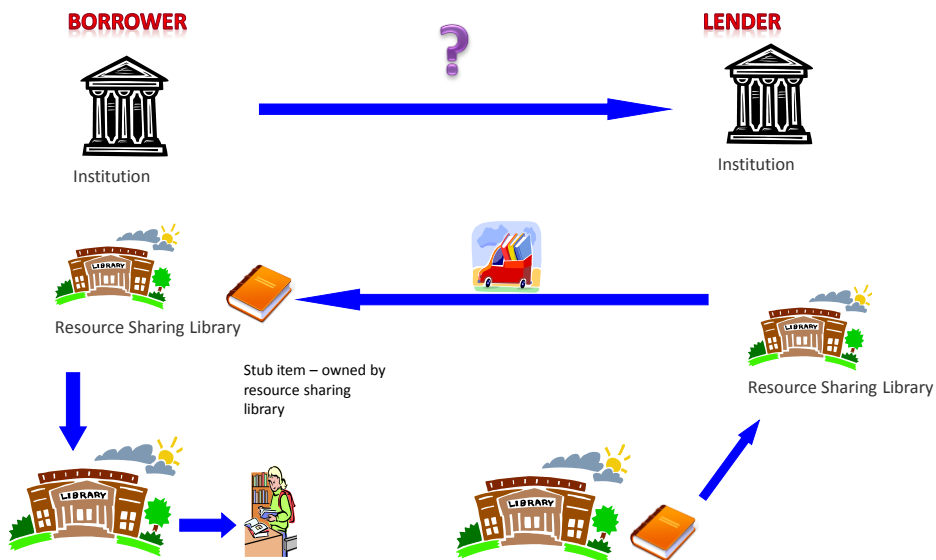 BORROWER
LENDER
?
Institution
Institution
LIBRARY
Resource Sharing Library
LIBRARY
Resource Sharing Library
Stub item – owned by
resource sharing
library
LIBRARY
LIBRARY